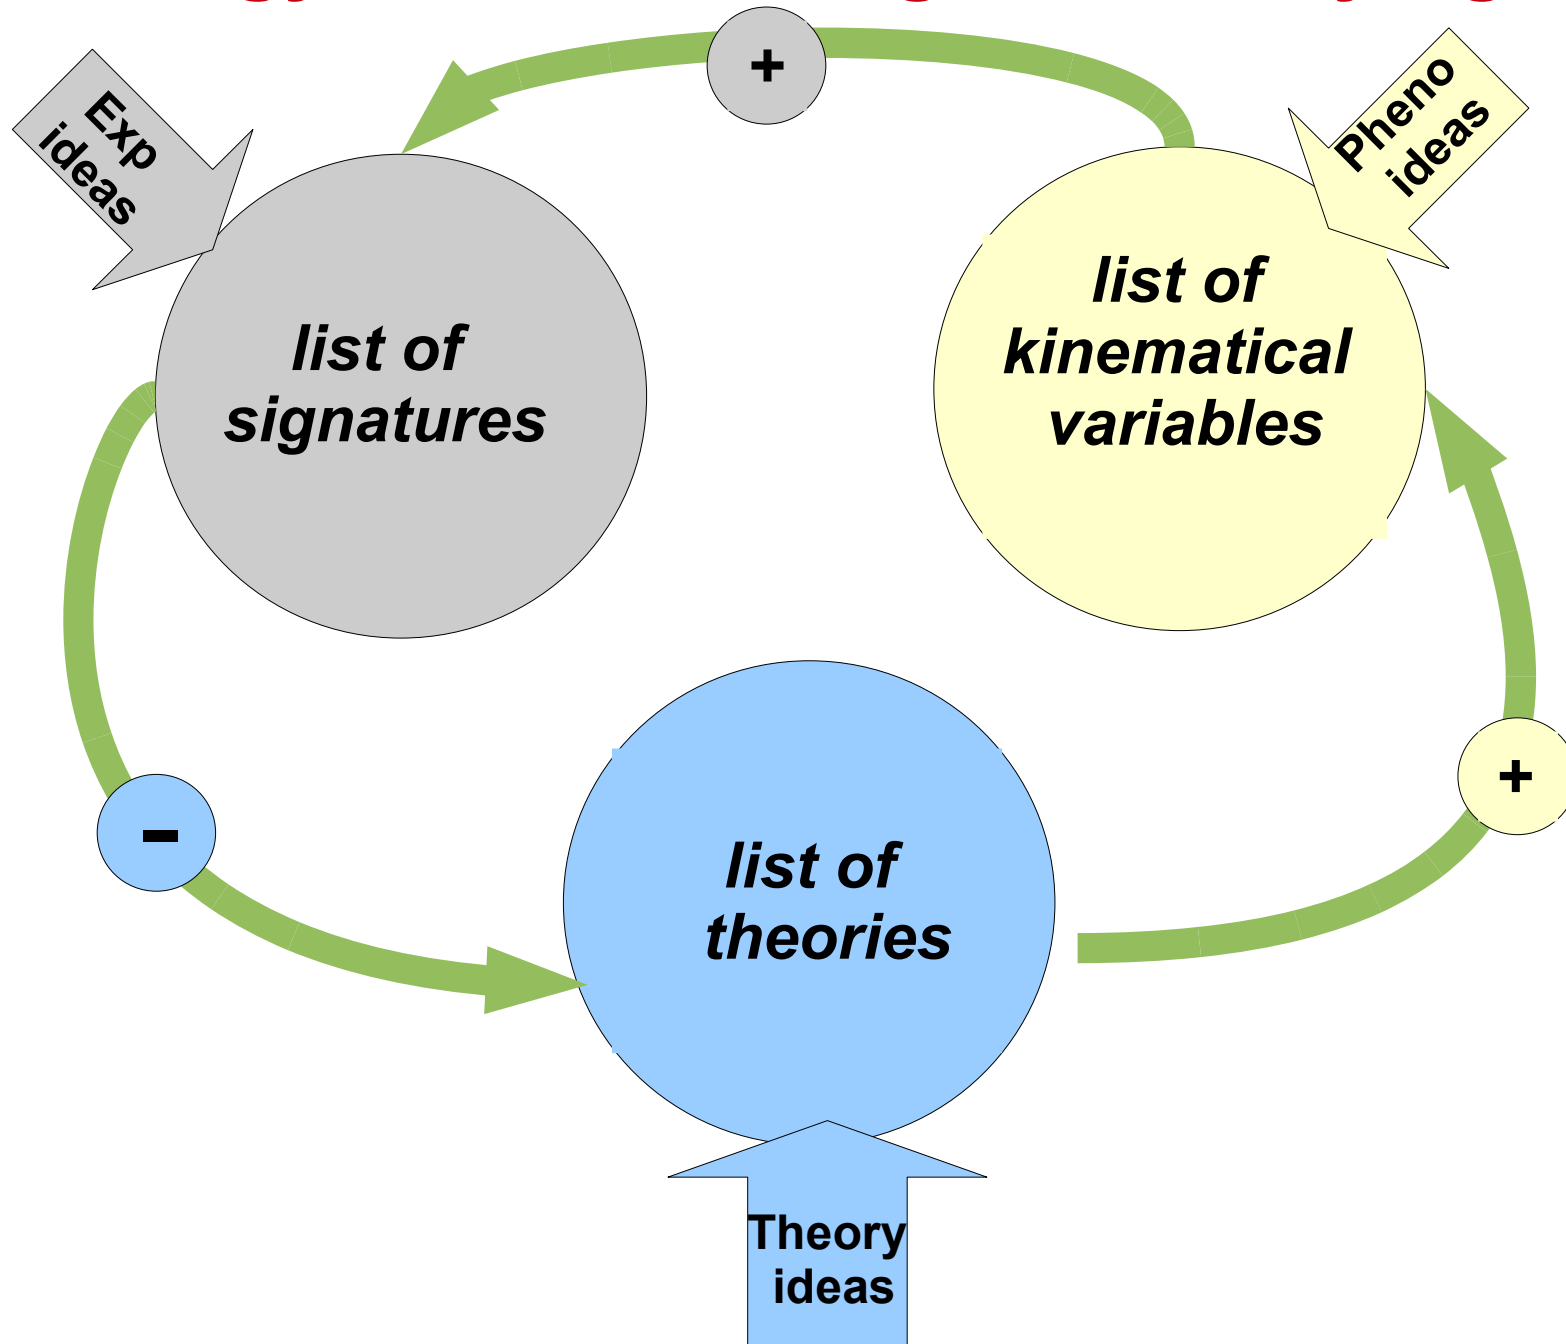 +
Exp
ideas
Pheno
ideas
list of
signatures
list of
kinematical
variables
+
–
list of
theories
Theory
ideas